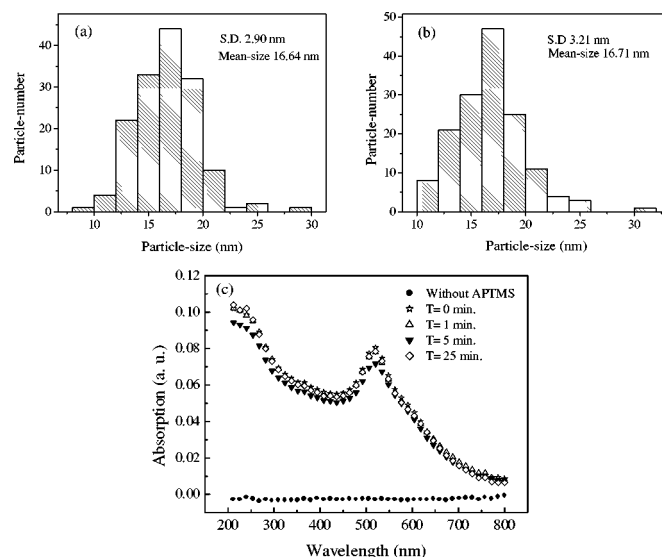 (a)
S.D. 2.90 nm
Mean-size 16.64 nm
Particle-number
40
30
20
10
0
10
15
20
25
30
Particle-size (nm)
(b)
S.D 3.21 nm
Mean-size 16.71 nm
Particle-number
50
40
30
20
10
0
10
15
20
25
30
Particle-size (nm)
(c)
Without APTMS
T= 0 min.
T= 1 min.
T= 5 min.
T= 25 min.
Absorption (a. u.)
0.12
0.10
0.08
0.06
0.04
0.02
0.00
200
300
400
500
600
700
800
Wavelength (nm)